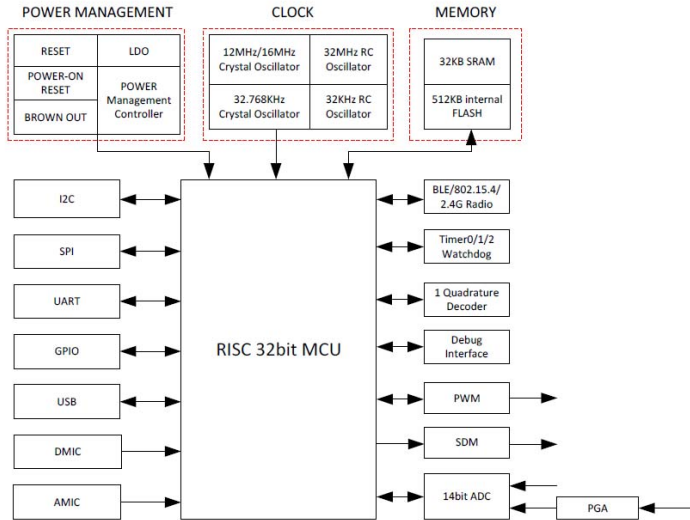 POWER MANAGEMENT
CLOCK
MEMORY
RESET
LDO
POWER-ON
RESET
POWER
Management
Controller
BROWN OUT
12MHz/16MHz
Crystal Oscillator
32MHz RC
Oscillator
32.768KHz
Crystal Oscillator
32KHz RC
Oscillator
32KB SRAM
512KB internal
FLASH
I2C
SPI
UART
GPIO
USB
DMIC
AMIC
RISC 32bit MCU
BLE/802.15.4/
2.4G Radio
Timer0/1/2
Watchdog
1 Quadrature
Decoder
Debug
Interface
PWM
SDM
14bit ADC
PGA